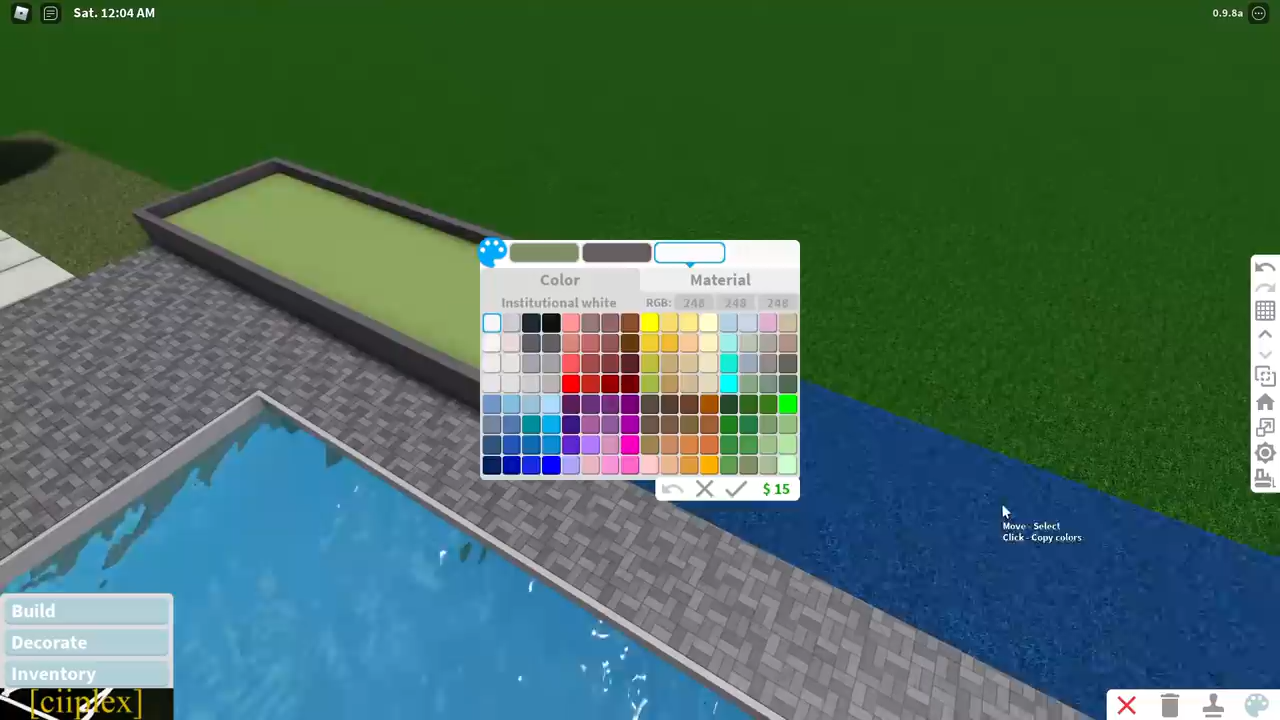 Sat. 12:04 AM
0.9.8a
Color
Material
Institutional white
RGB: 248 248 248
$ 15
Move - Select
Click - Copy colors
Build
Decorate
Inventory
[ciiplex]